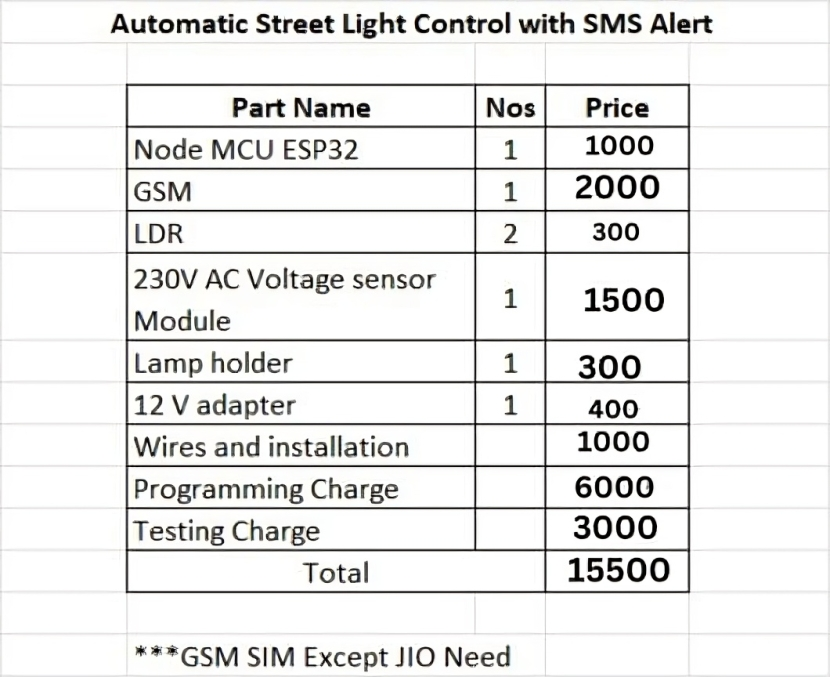 Automatic Street Light Control with SMS Alert
Part Name Nos Price
Node MCU ESP32 1 1000
GSM 1 2000
LDR 2 300
230V AC Voltage sensor
Module 1 1500
Lamp holder 1 300
12 V adapter 1 400
Wires and installation 1000
Programming Charge 6000
Testing Charge 3000
Total 15500
***GSM SIM Except JIO Need